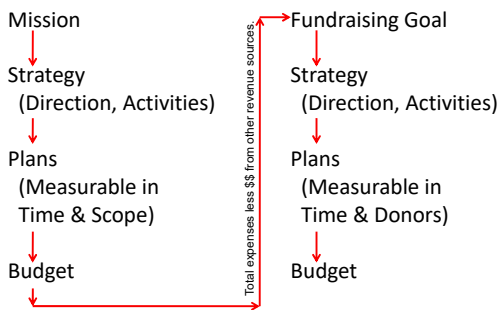 Mission
Strategy
(Direction, Activities)
Plans
(Measurable in
Time & Scope)
Budget
Total expenses less $$ from other revenue sources.
Fundraising Goal
Strategy
(Direction, Activities)
Plans
(Measurable in
Time & Donors)
Budget